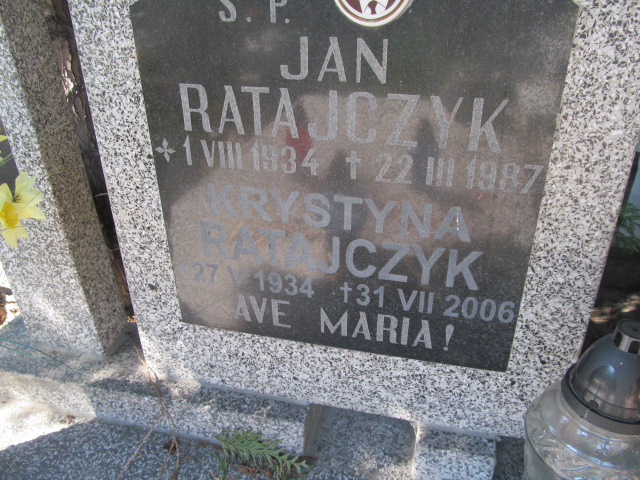 Ś. P.
JAN
RATAJCZYK
1 VIII 1934 † 22 III 1987
KRYSTYNA
RATAJCZYK
27 V 1934 † 31 VII 2006
AVE MARIA!